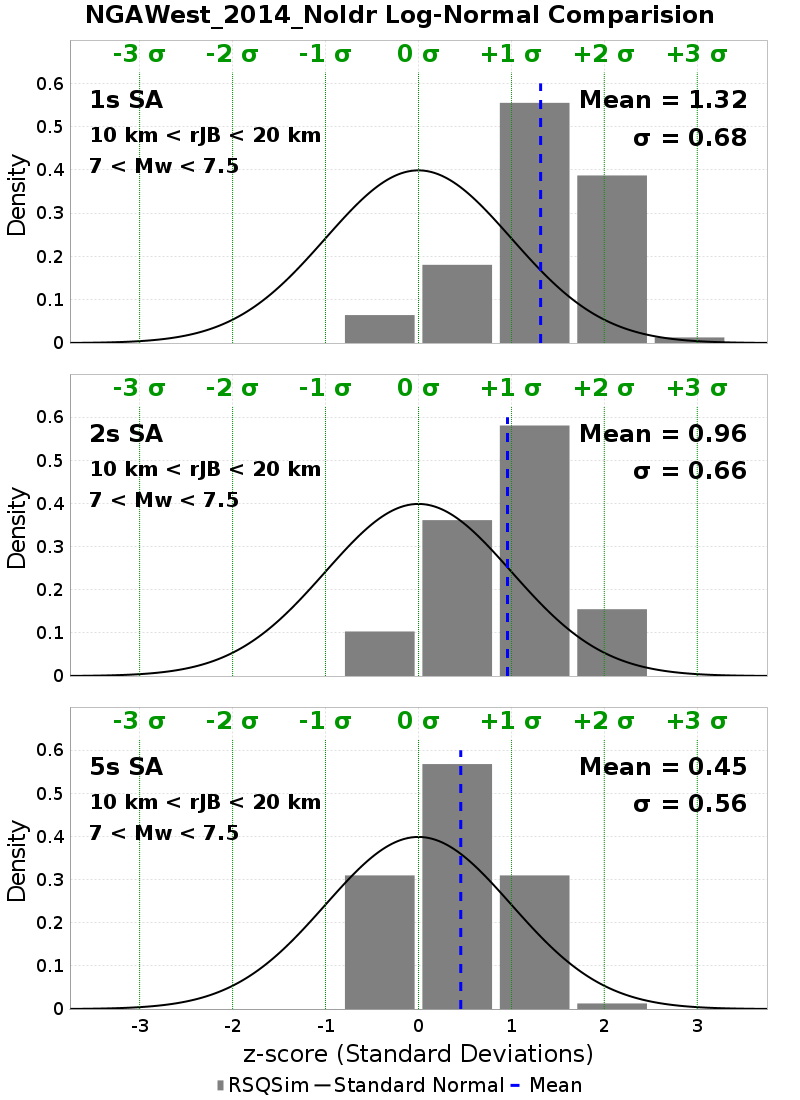 NGAWest_2014_NoIdr Log-Normal Comparision
-3 σ -2 σ -1 σ 0 σ +1 σ +2 σ +3 σ
1s SA
Mean = 1.32
10 km < rJB < 20 km
σ = 0.68
7 < Mw < 7.5
Density
0.6
0.5
0.4
0.3
0.2
0.1
0
-3 σ -2 σ -1 σ 0 σ +1 σ +2 σ +3 σ
2s SA
Mean = 0.96
10 km < rJB < 20 km
σ = 0.66
7 < Mw < 7.5
Density
0.6
0.5
0.4
0.3
0.2
0.1
0
-3 σ -2 σ -1 σ 0 σ +1 σ +2 σ +3 σ
5s SA
Mean = 0.45
10 km < rJB < 20 km
σ = 0.56
7 < Mw < 7.5
Density
0.6
0.5
0.4
0.3
0.2
0.1
0
-3 -2 -1 0 1 2 3
z-score (Standard Deviations)
RSQSim Standard Normal Mean